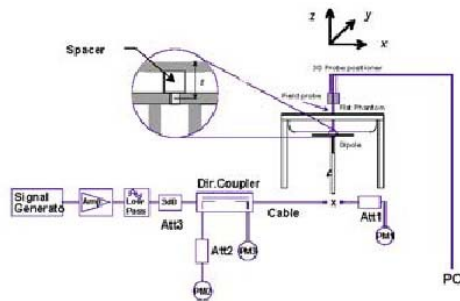 z
y
x
Spacer
s
3D Probe positioner
Field probe
Flat Phantom
Dipole
Signal
Generato
Amp
Low
Pass
3dB
Att3
Dir.Coupler
Cable
x
Att1
PM1
Att2
PM3
PM2
PC